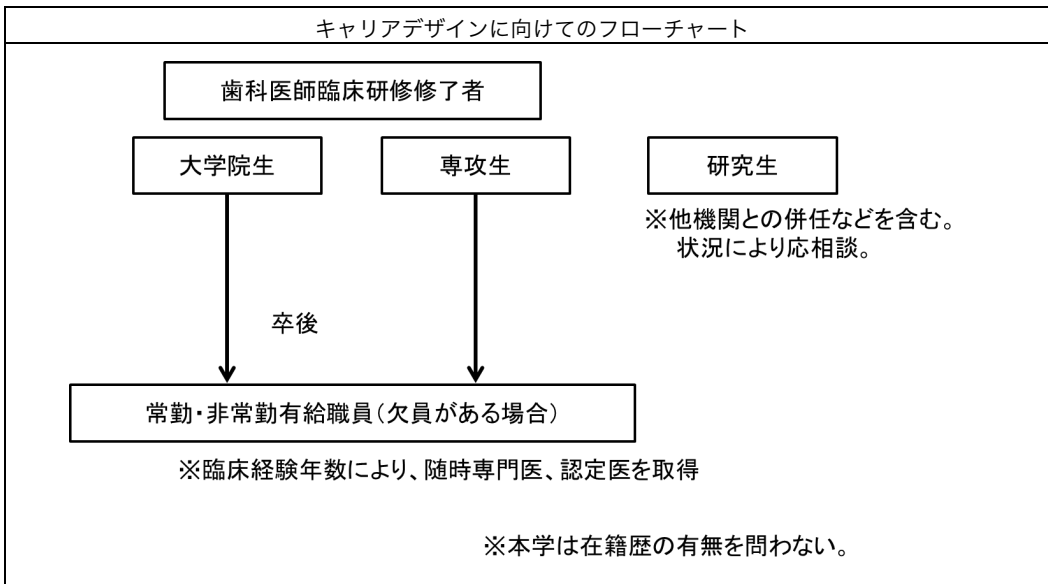 キャリアデザインに向けてのフローチャート
歯科医師臨床研修修了者
大学院生
専攻生
研究生
※他機関との併任などを含む。
状況により応相談。
卒後
常勤・非常勤有給職員(欠員がある場合)
※臨床経験年数により、随時専門医、認定医を取得
※本学は在籍歴の有無を問わない。